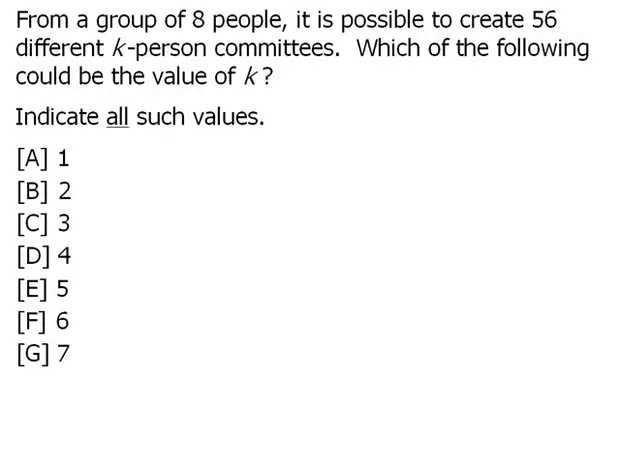 From a group of 8 people, it is possible to create 56
different k-person committees.  Which of the following
could be the value of k?
Indicate all such values.
[A] 1
[B] 2
[C] 3
[D] 4
[E] 5
[F] 6
[G] 7